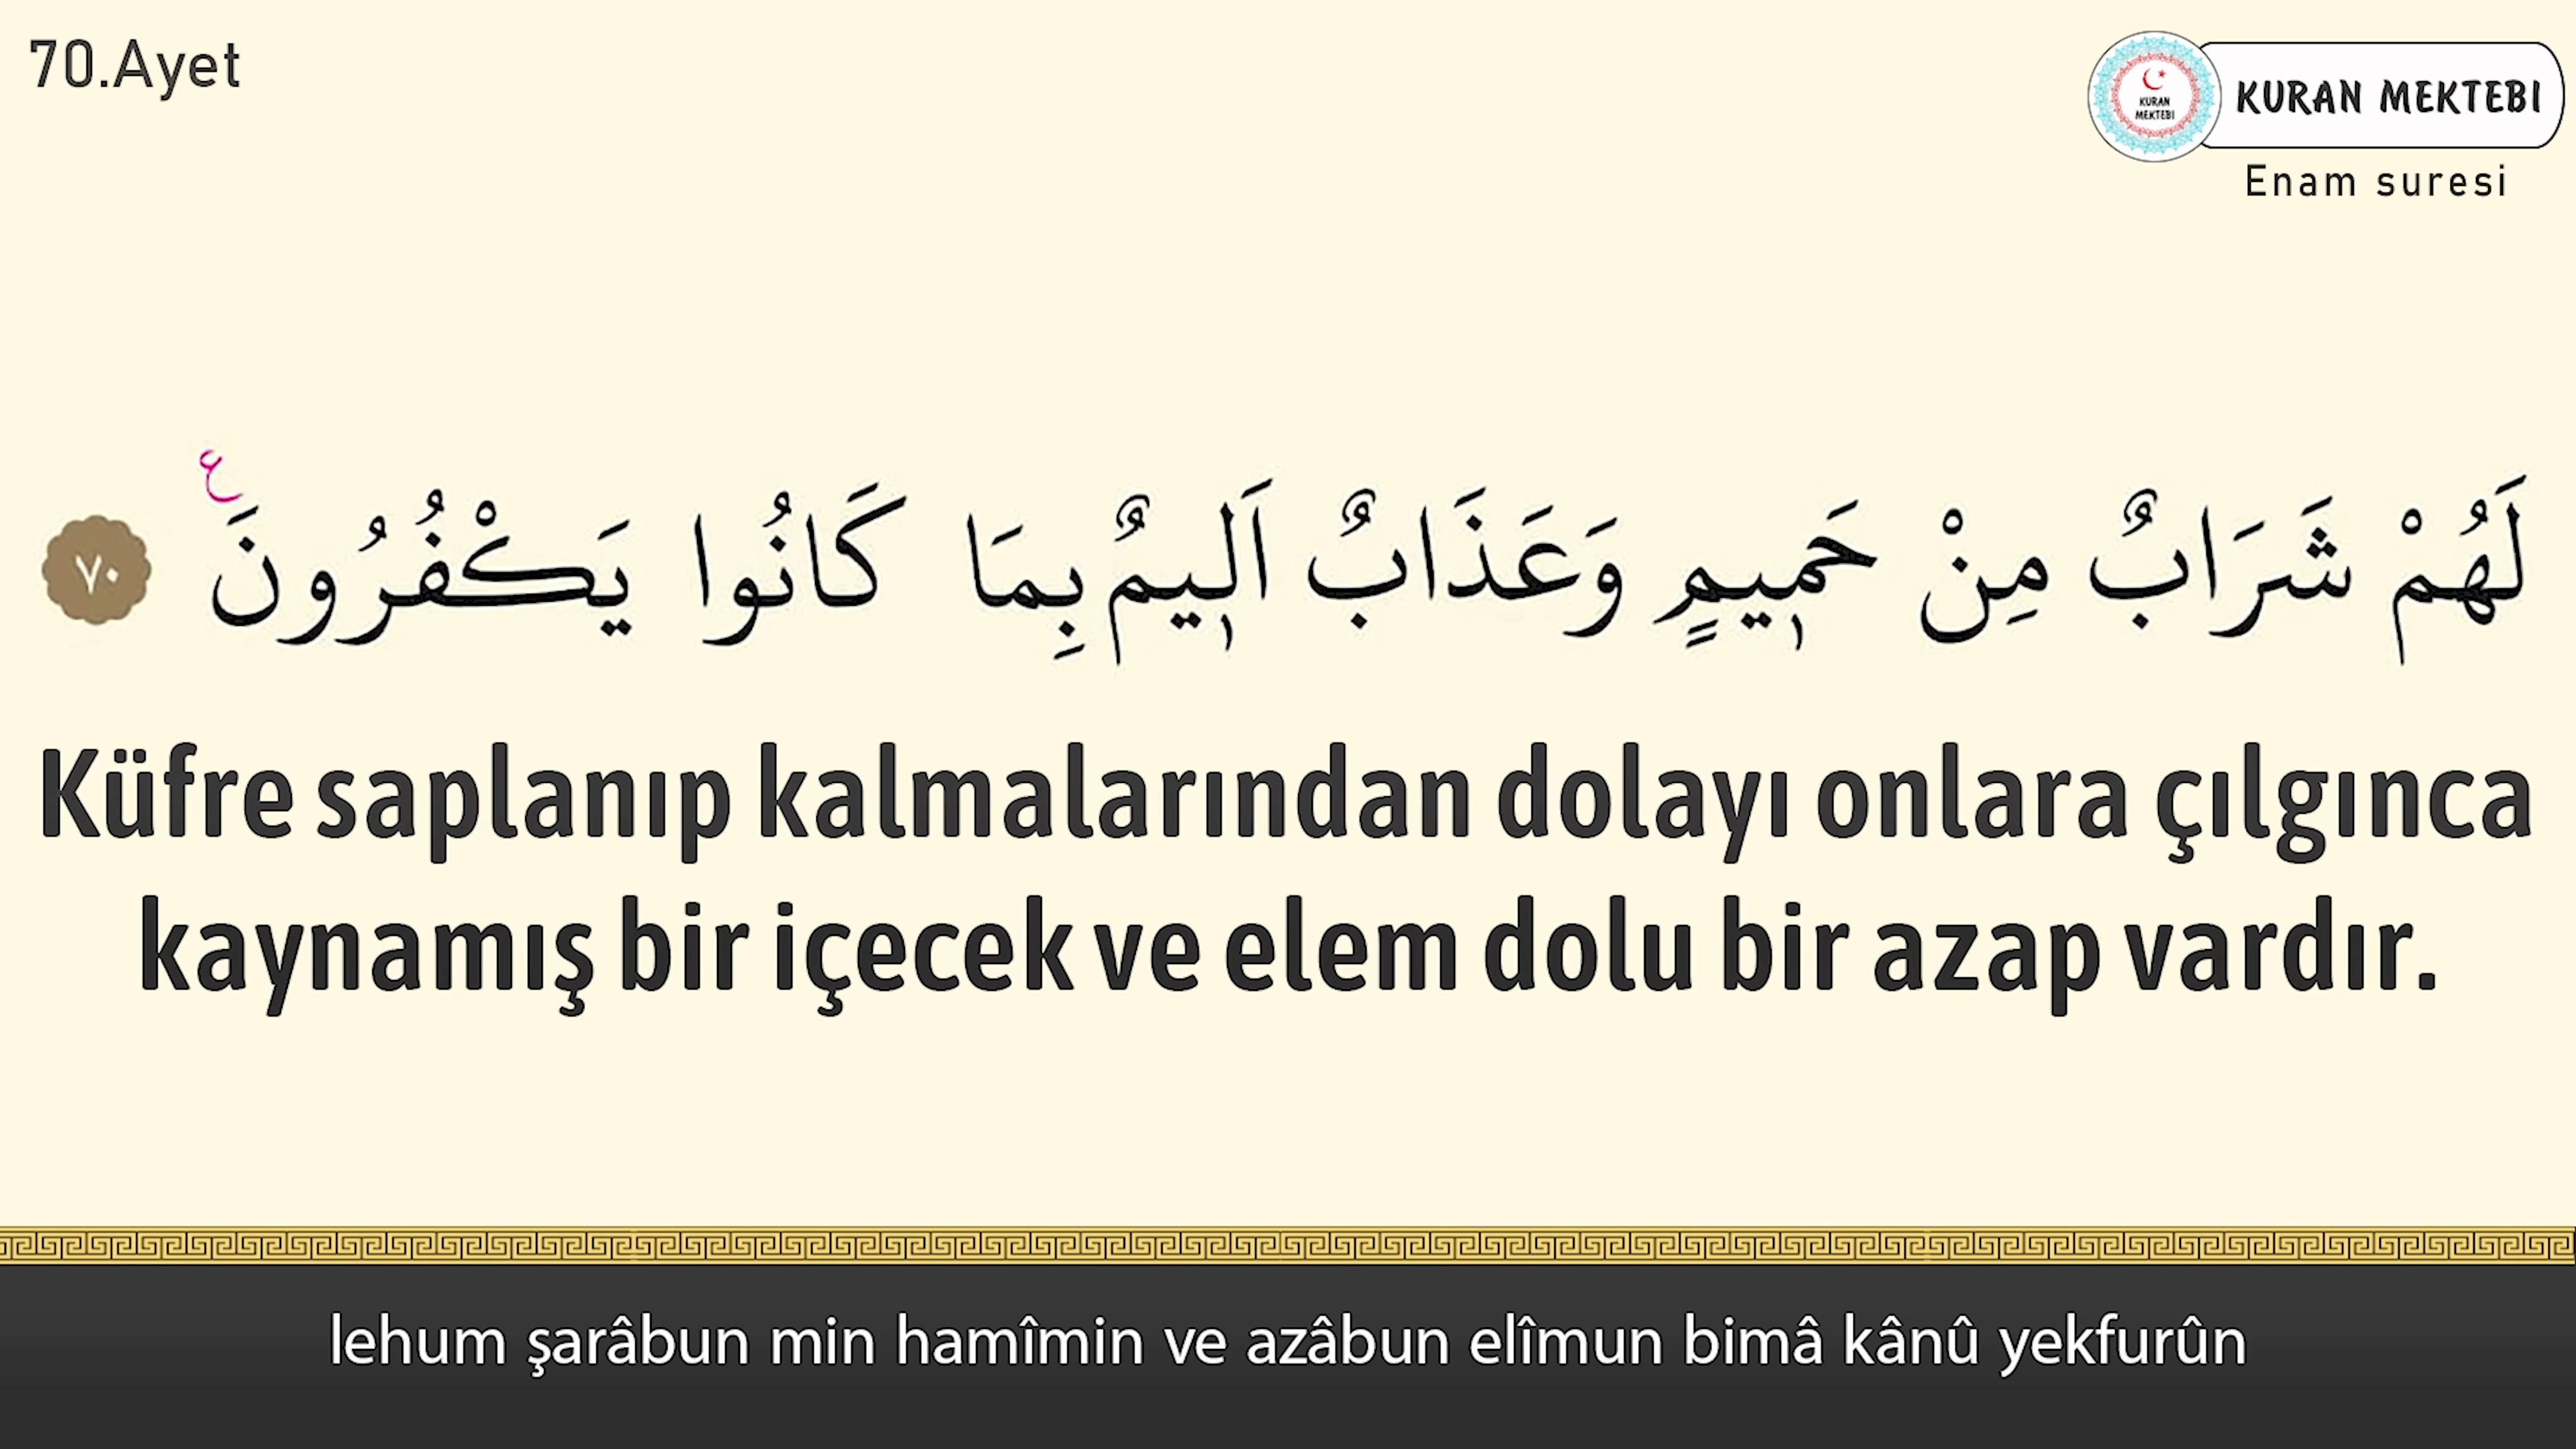 70.Ayet
KURAN
MEKTEBI
KURAN MEKTEBI
Enam suresi
ع
لَهُمْ شَرَابٌ مِنْ حَم۪يمٍ وَعَذَابٌ اَل۪يمٌ بِمَا كَانُوا يَكْفُرُونَ ٧٠
Küfre saplanıp kalmalarından dolayı onlara çılgınca
kaynamış bir içecek ve elem dolu bir azap vardır.
lehum şarâbun min hamîmin ve azâbun elîmun bimâ kânû yekfurûn